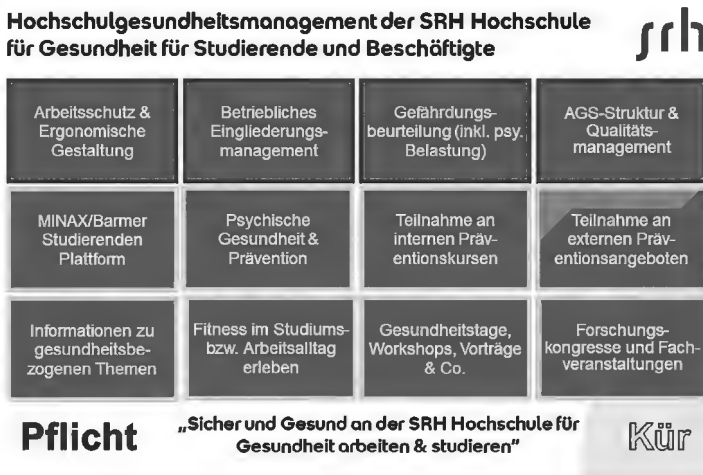 Hochschulgesundheitsmanagement der SRH Hochschule
für Gesundheit für Studierende und Beschäftigte
srh
Arbeitsschutz &
Ergonomische
Gestaltung
Betriebliches
Eingliederungs-
management
Gefährdungs-
beurteilung (inkl. psy.
Belastung)
AGS-Struktur &
Qualitäts-
management
MINAX/Barmer
Studierenden
Plattform
Psychische
Gesundheit &
Prävention
Teilnahme an
internen Präv-
entionskursen
Teilnahme an
externen Präv-
entionsangeboten
Informationen zu
gesundheitsbe-
zogenen Themen
Fitness im Studiums-
bzw. Arbeitsalltag
erleben
Gesundheitstage,
Workshops, Vorträge
& Co.
Forschungs-
kongresse und Fach-
veranstaltungen
Pflicht
„Sicher und Gesund an der SRH Hochschule für
Gesundheit arbeiten & studieren"
Kür